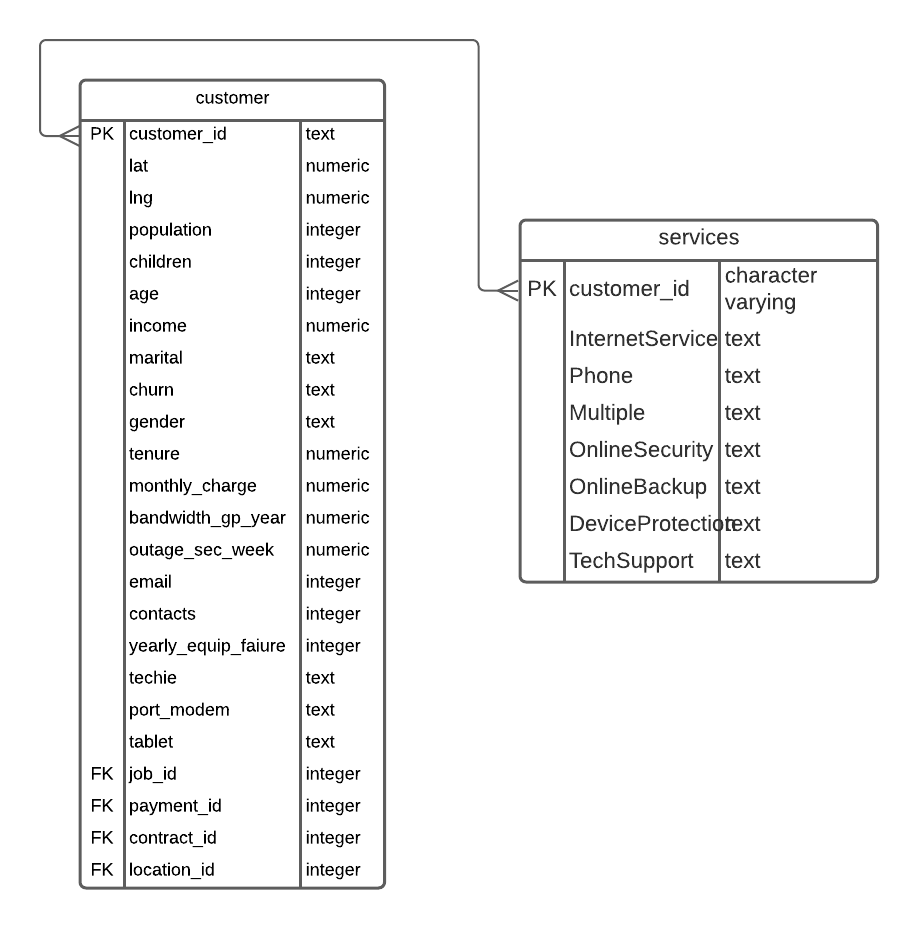 customer
PK customer_id text
lat numeric
lng numeric
population integer
children integer
age integer
income numeric
marital text
churn text
gender text
tenure numeric
monthly_charge numeric
bandwidth_gp_year numeric
outage_sec_week numeric
email integer
contacts integer
yearly_equip_faiure integer
techie text
port_modem text
tablet text
FK job_id integer
FK payment_id integer
FK contract_id integer
FK location_id integer
services
PK customer_id character
varying
InternetService text
Phone text
Multiple text
OnlineSecurity text
OnlineBackup text
DeviceProtection text
TechSupport text